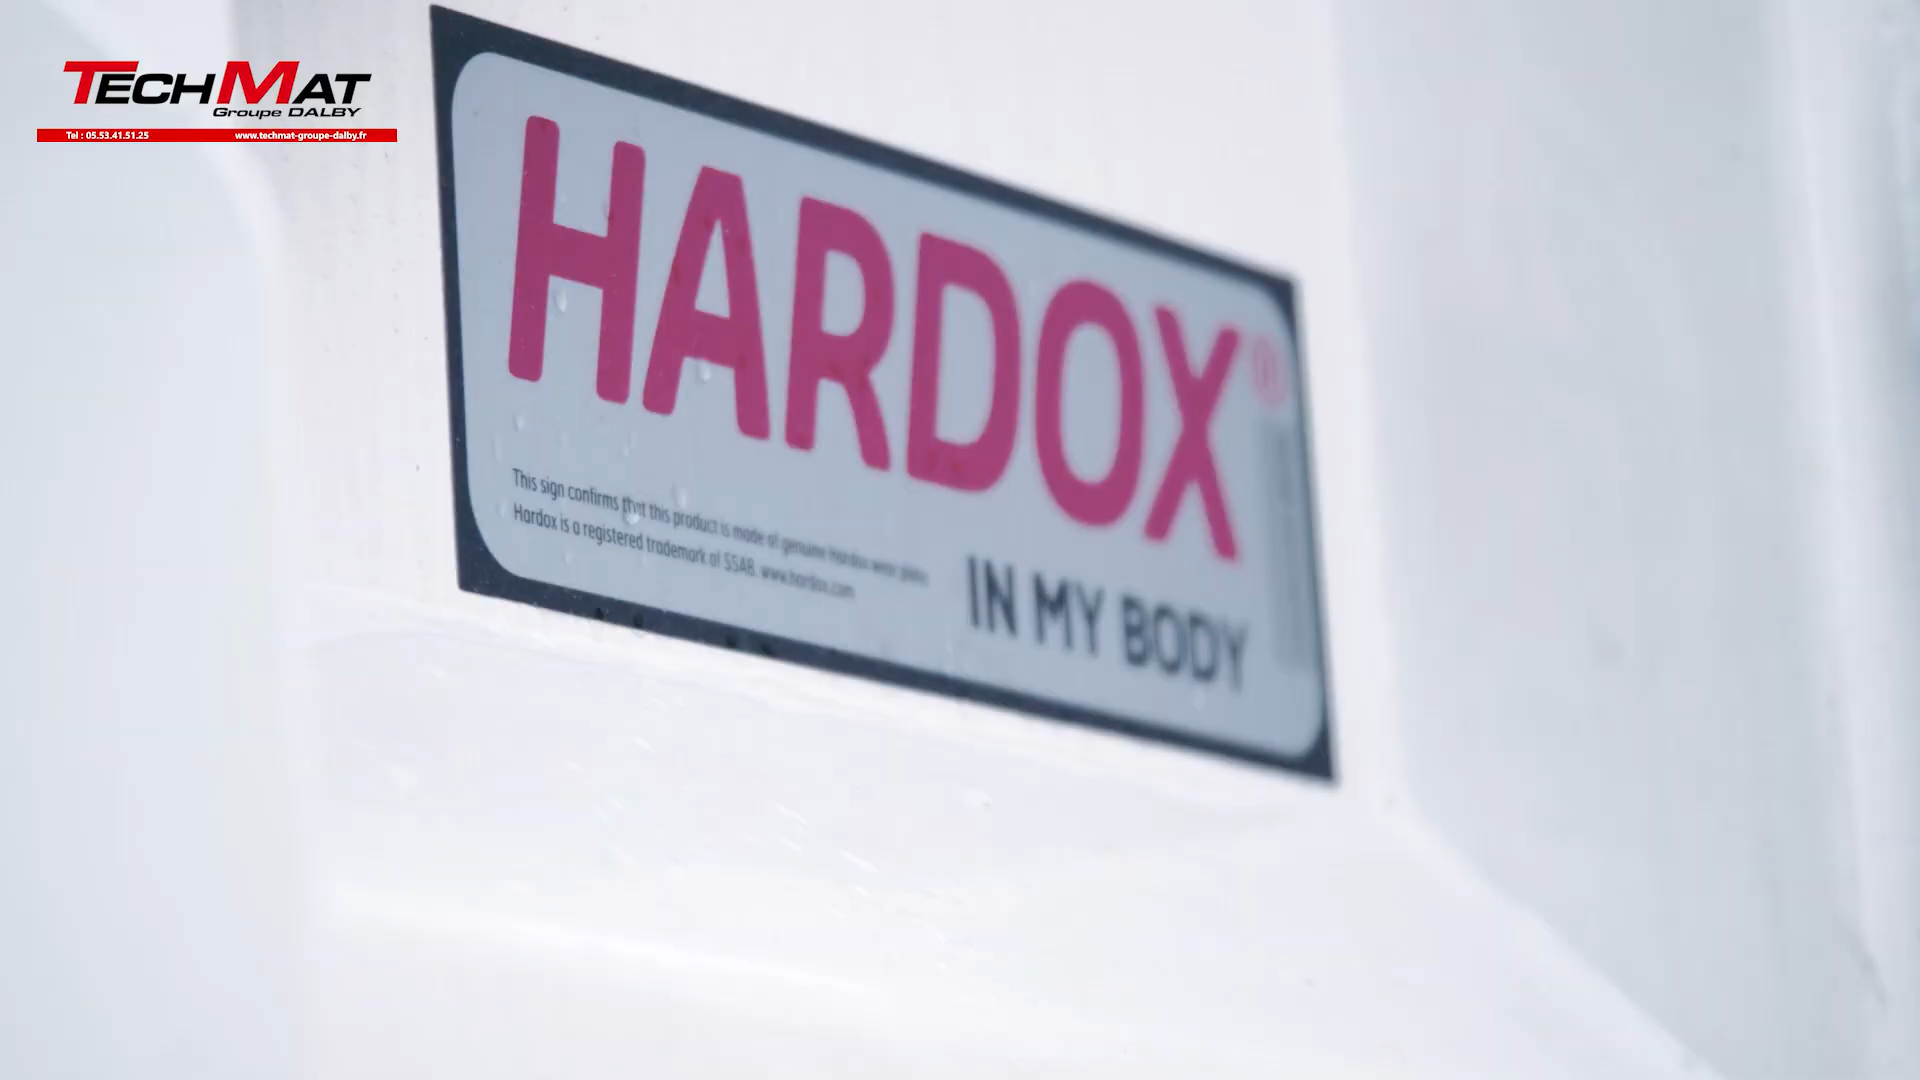 TECHMAT
Groupe DALBY
Tel : 05.53.41.51.25 www.techmat-groupe-dalby.fr
HARDOX®
IN MY BODY
This sign confirms that this product is made of genuine Hardox wear plate.
Hardox is a registered trademark of SSAB. www.hardox.com